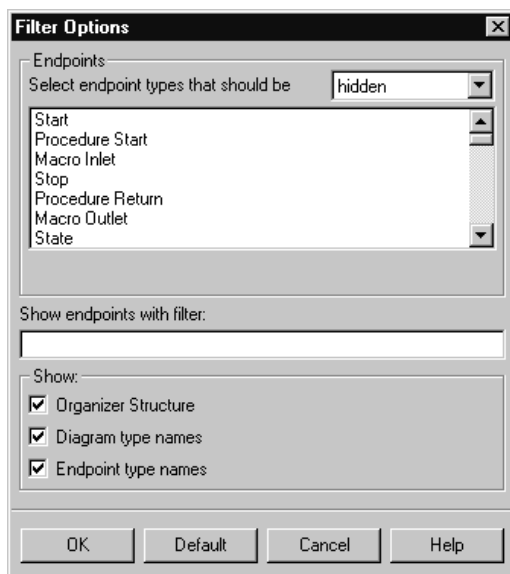 Filter Options
Endpoints
Select endpoint types that should be hidden
Start
Procedure Start
Macro Inlet
Stop
Procedure Return
Macro Outlet
State
Show endpoints with filter:
Show:
Organizer Structure
Diagram type names
Endpoint type names
OK Default Cancel Help